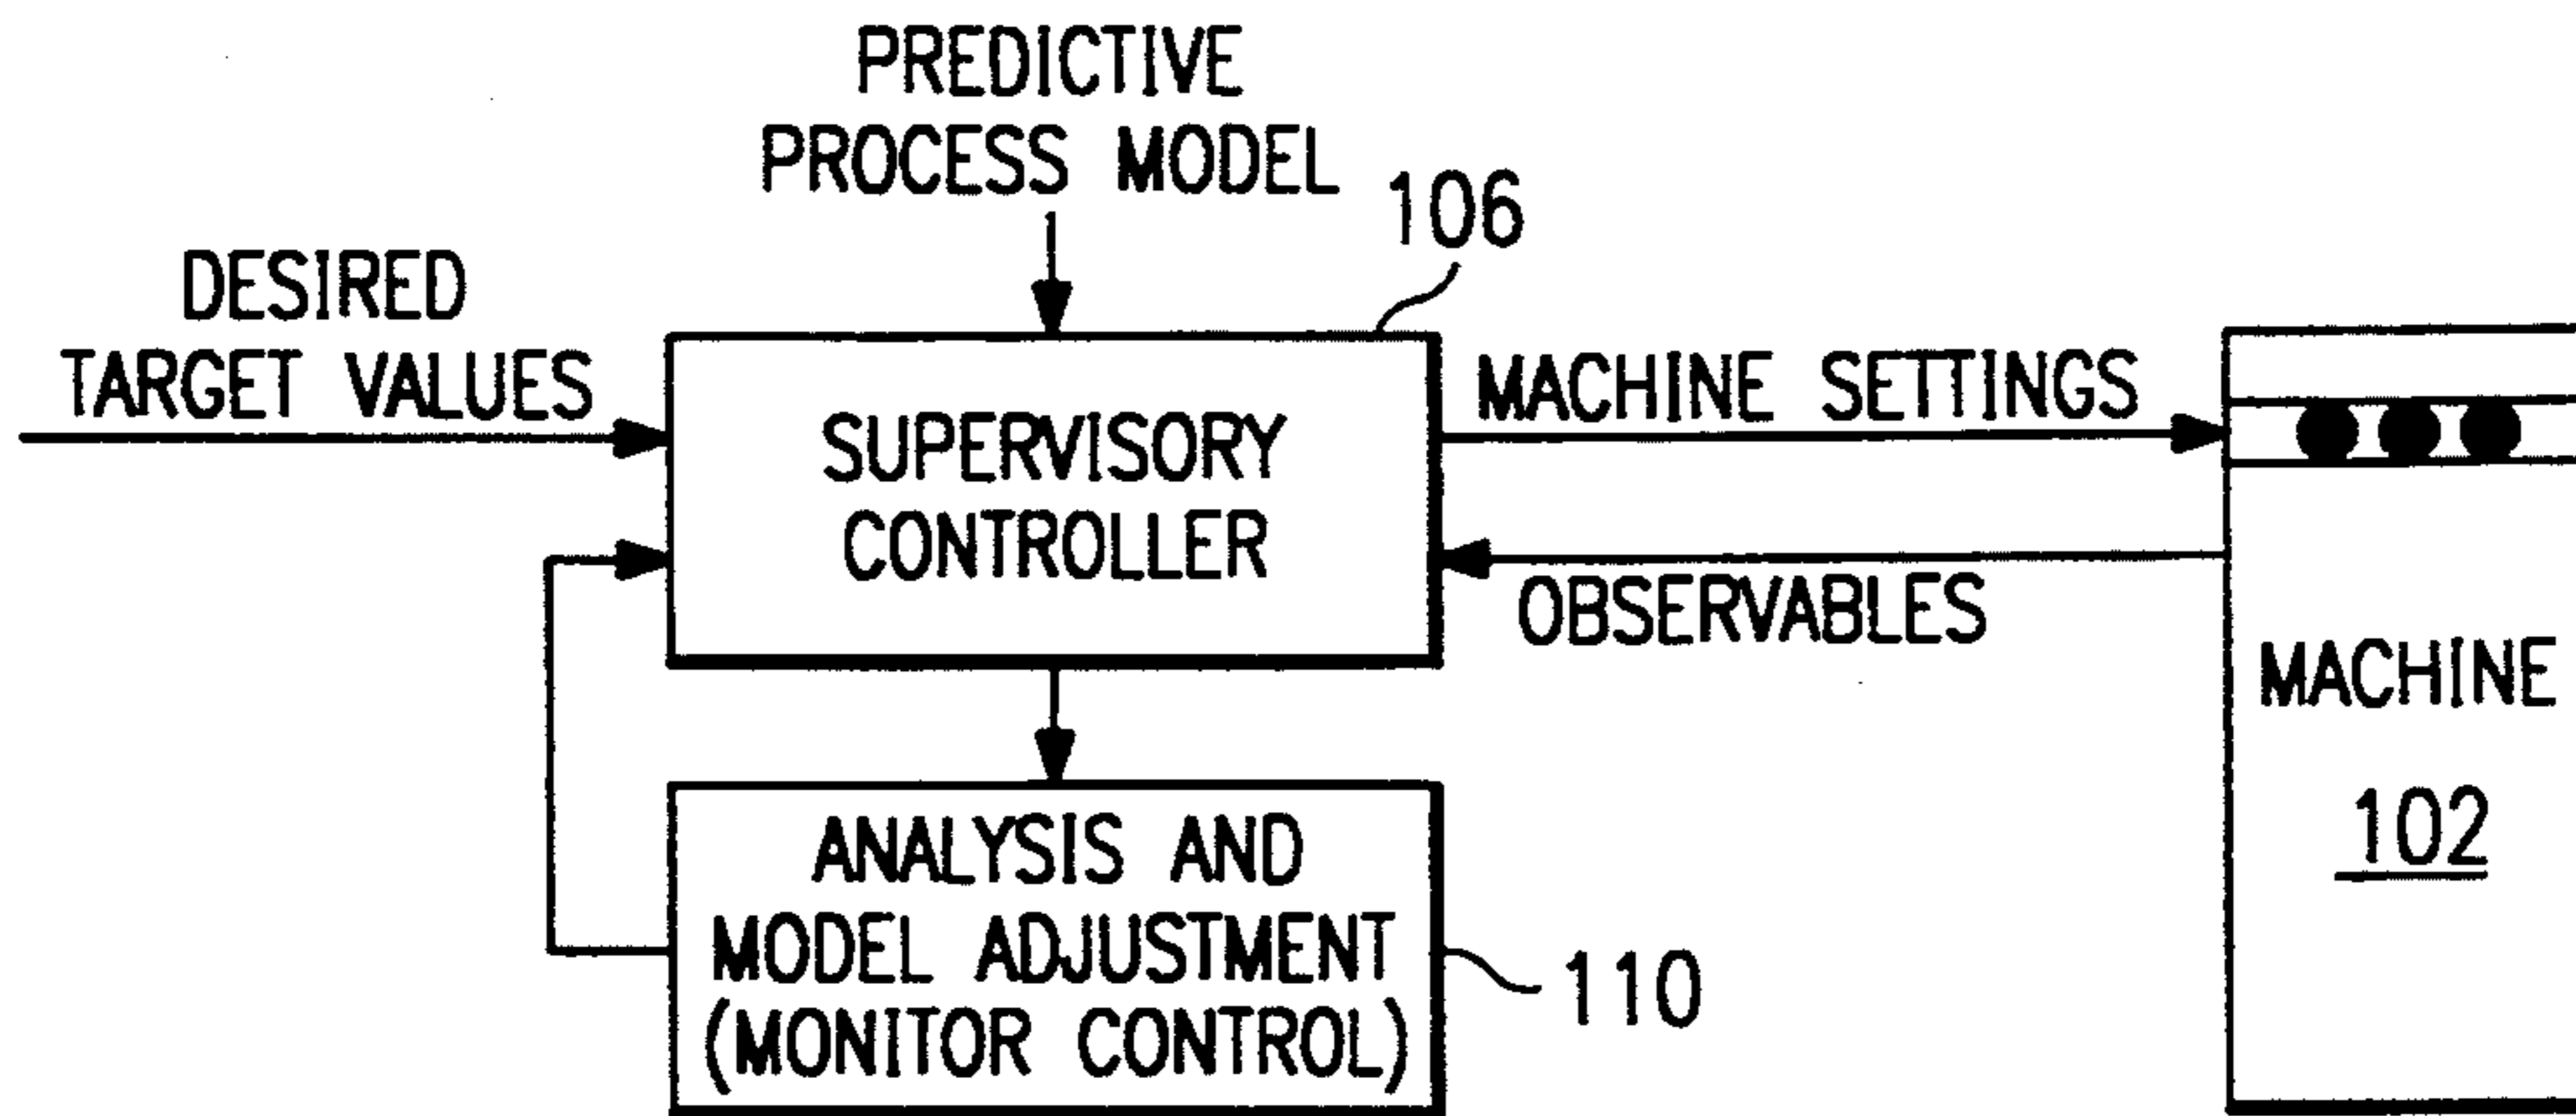 PREDICTIVE
PROCESS MODEL
106
DESIRED
TARGET VALUES
SUPERVISORY
CONTROLLER
MACHINE SETTINGS
OBSERVABLES
MACHINE
102
ANALYSIS AND
MODEL ADJUSTMENT
(MONITOR CONTROL)
110